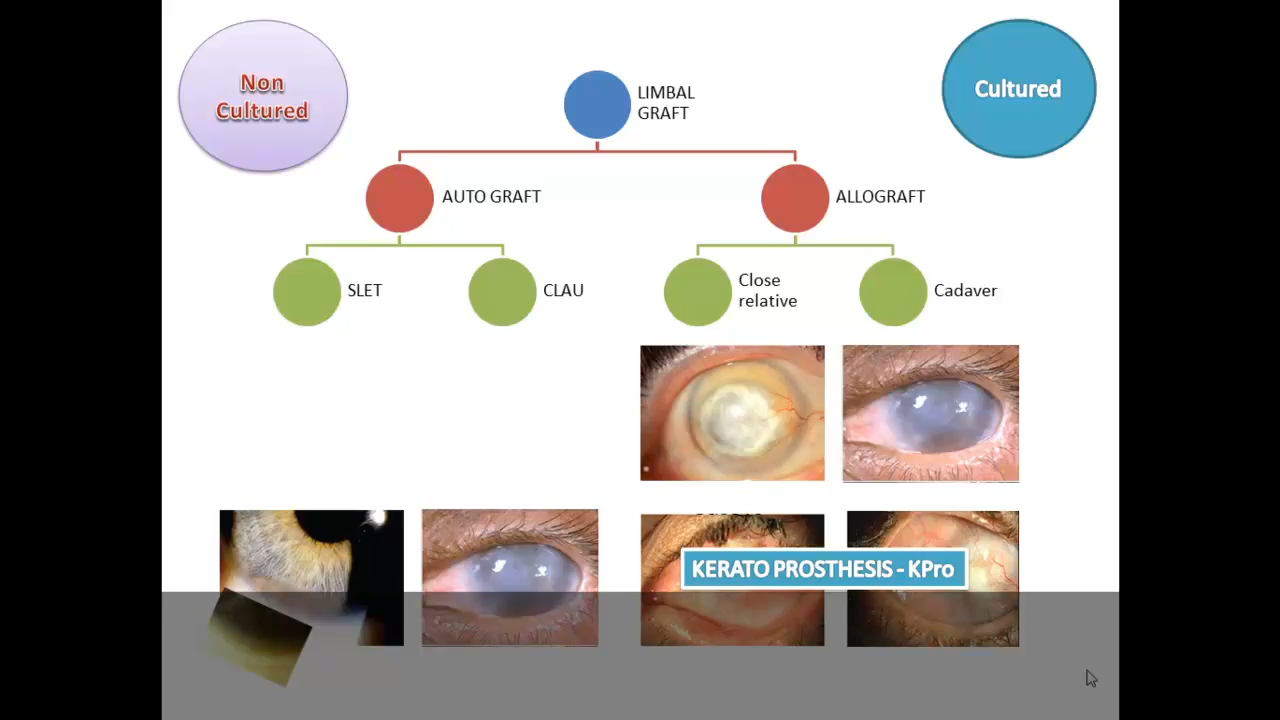 Non
Cultured
Cultured
LIMBAL
GRAFT
AUTO GRAFT
ALLOGRAFT
SLET
CLAU
Close
relative
Cadaver
KERATO PROSTHESIS - KPro